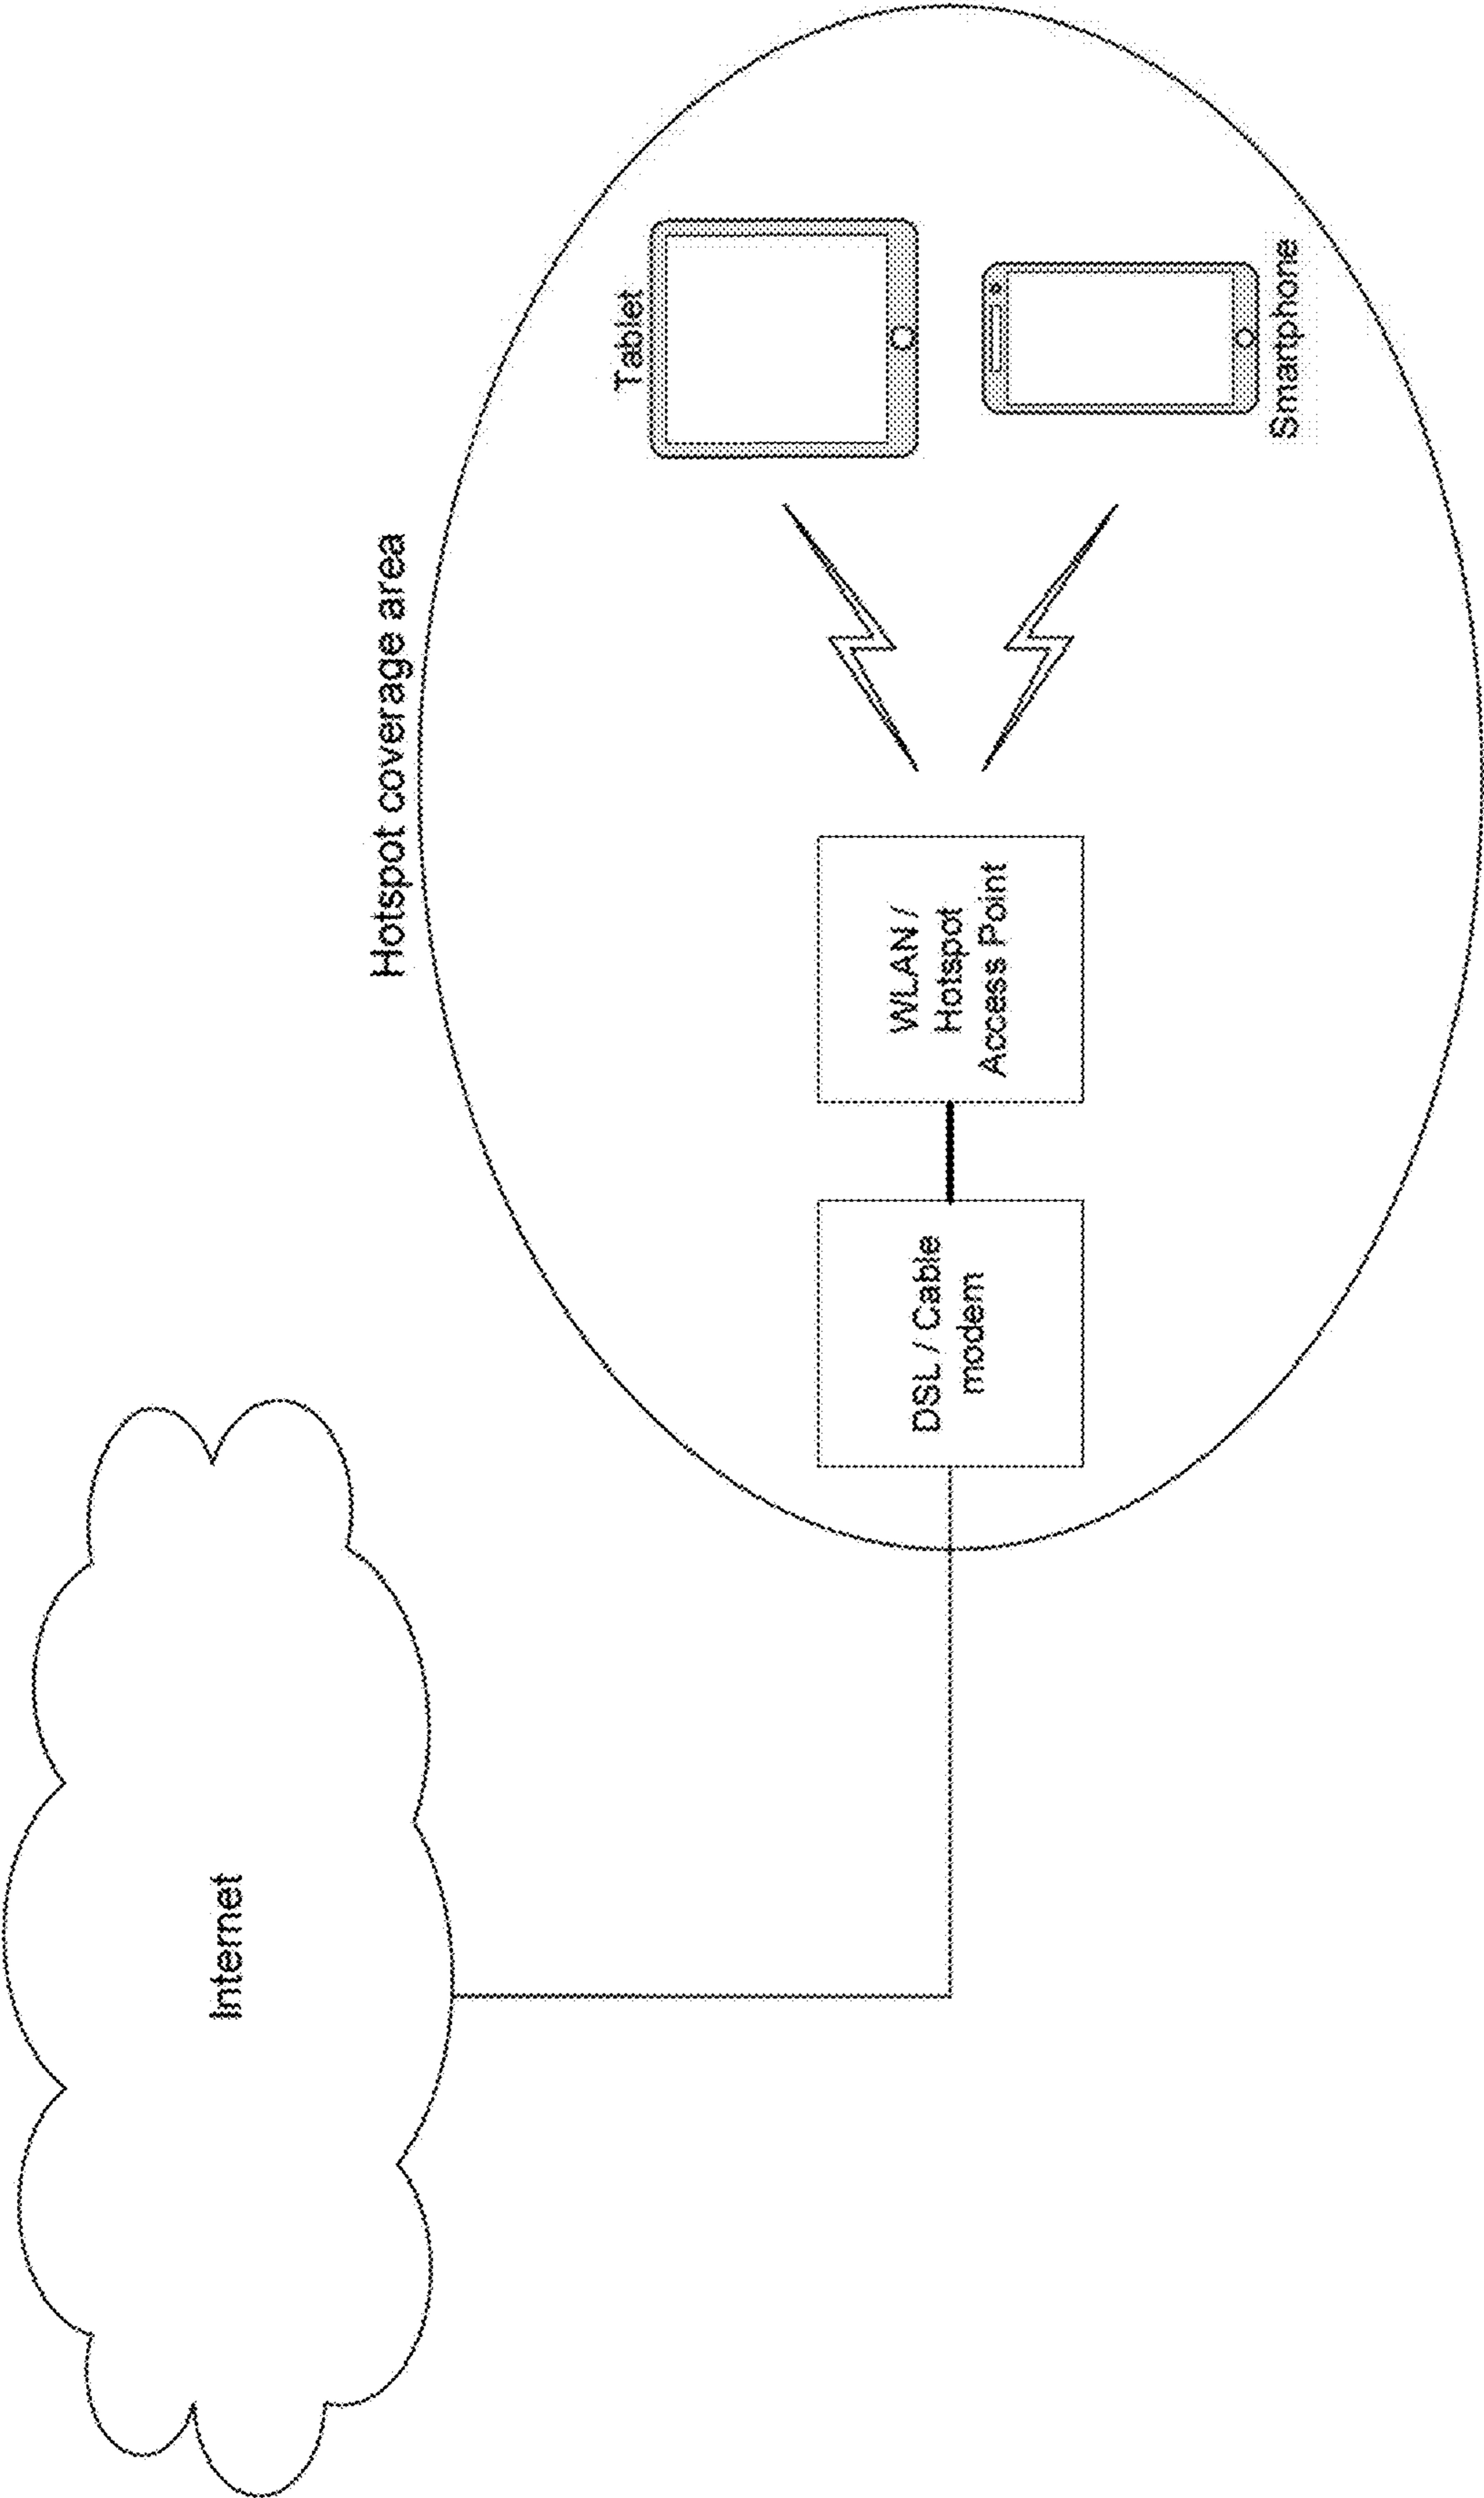 Internet
Hotspot coverage area
DSL / Cable
modem
WLAN /
Hotspot
Access Point
Tablet
Smartphone